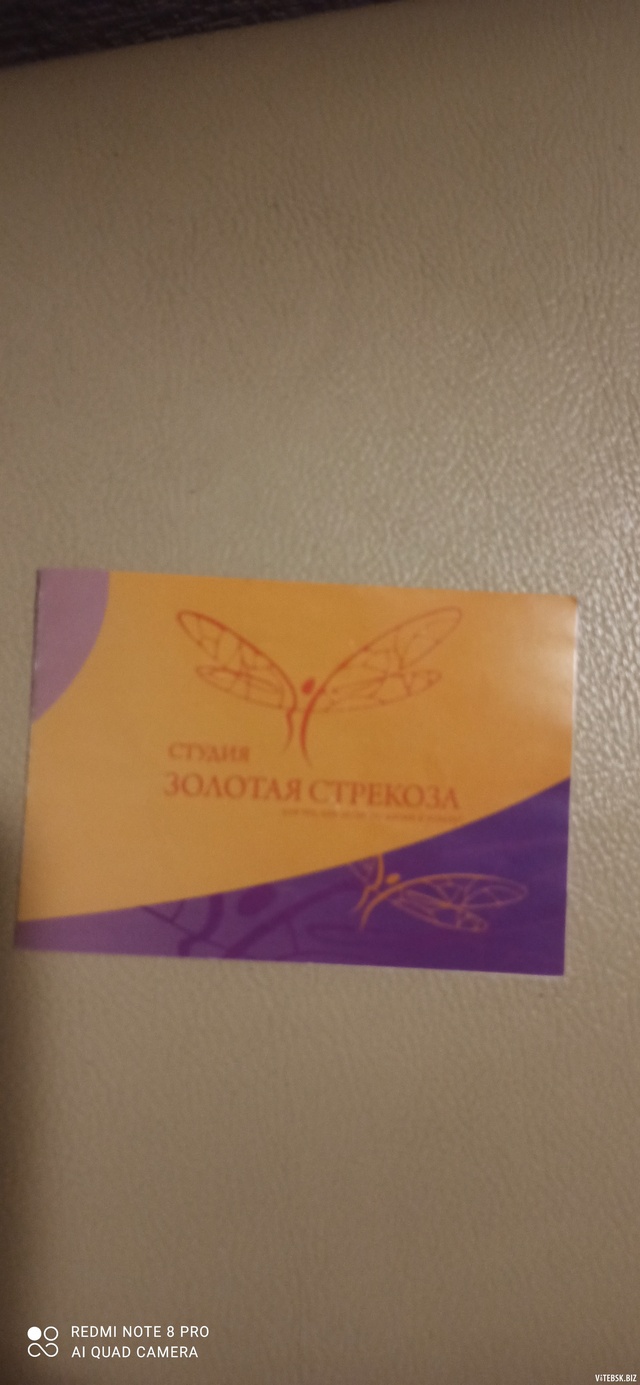 СТУДИЯ
ЗОЛОТАЯ СТРЕКОЗА
REDMI NOTE 8 PRO
AI QUAD CAMERA
ViTEBSK.BIZ